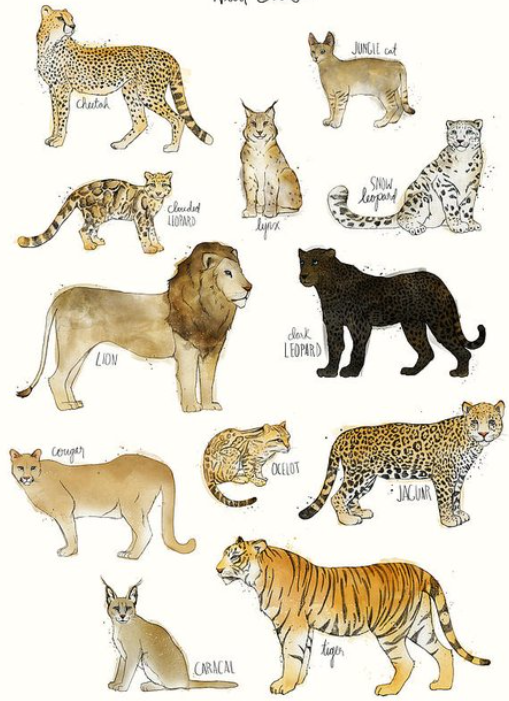 JUNGLE cat
cheetah
SNOW
leopard
clouded
LEOPARD
lynx
dark
LEOPARD
LION
cougar
OCELOT
JAGUAR
tiger
CARACAL